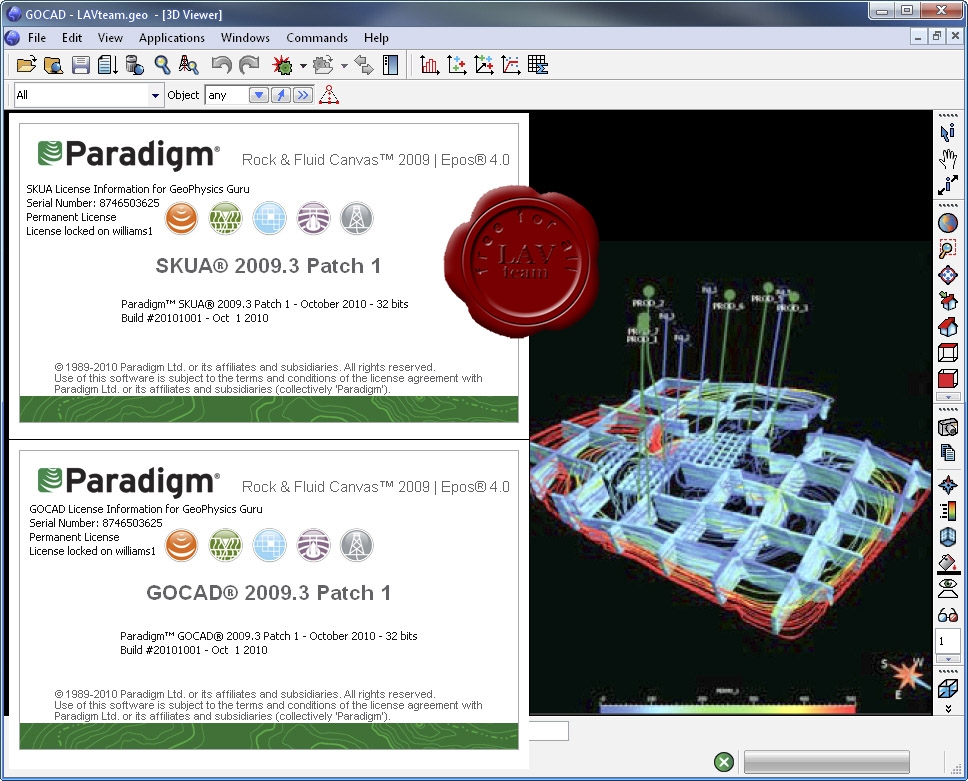 GOCAD - LAVteam.geo - [3D Viewer]
File Edit View Applications Windows Commands Help
All Object any
Paradigm® Rock & Fluid Canvas™ 2009 | Epos® 4.0
SKUA License Information for GeoPhysics Guru
Serial Number: 8746503625
Permanent License
License locked on williams1
SKUA® 2009.3 Patch 1
Paradigm™ SKUA® 2009.3 Patch 1 - October 2010 - 32 bits
Build #20101001 - Oct 1 2010
©1989-2010 Paradigm Ltd. or its affiliates and subsidiaries. All rights reserved.
Use of this software is subject to the terms and conditions of the license agreement with
Paradigm Ltd. or its affiliates and subsidiaries (collectively 'Paradigm').
free for all
LAV
team
PROD_2
PROD_6
PROD_3
PROD_1
Paradigm® Rock & Fluid Canvas™ 2009 | Epos® 4.0
GOCAD License Information for GeoPhysics Guru
Serial Number: 8746503625
Permanent License
License locked on williams1
GOCAD® 2009.3 Patch 1
Paradigm™ GOCAD® 2009.3 Patch 1 - October 2010 - 32 bits
Build #20101001 - Oct 1 2010
©1989-2010 Paradigm Ltd. or its affiliates and subsidiaries. All rights reserved.
Use of this software is subject to the terms and conditions of the license agreement with
Paradigm Ltd. or its affiliates and subsidiaries (collectively 'Paradigm').
1
S W
E